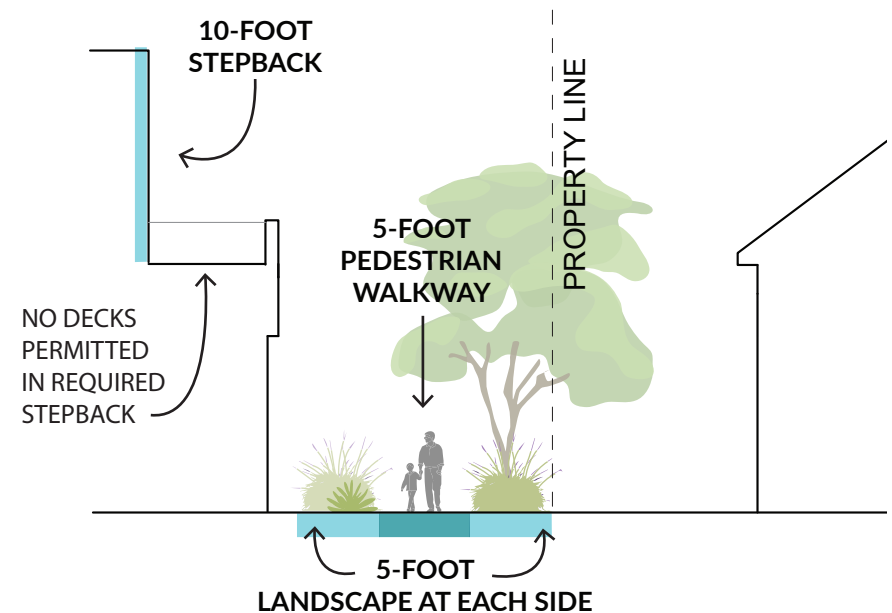 10-FOOT
STEPBACK
PROPERTY LINE
5-FOOT
PEDESTRIAN
WALKWAY
NO DECKS
PERMITTED
IN REQUIRED
STEPBACK
5-FOOT
LANDSCAPE AT EACH SIDE